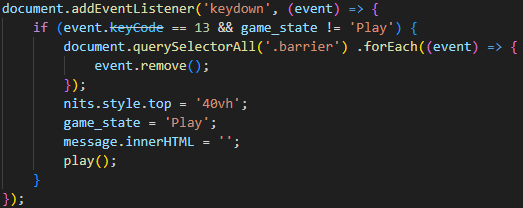 document.addEventListener('keydown', (event) => {
    if (event.keyCode == 13 && game_state != 'Play') {
        document.querySelectorAll('.barrier') .forEach((event) => {
            event.remove();
        });
        nits.style.top = '40vh';
        game_state = 'Play';
        message.innerHTML = '';
        play();
    }
});